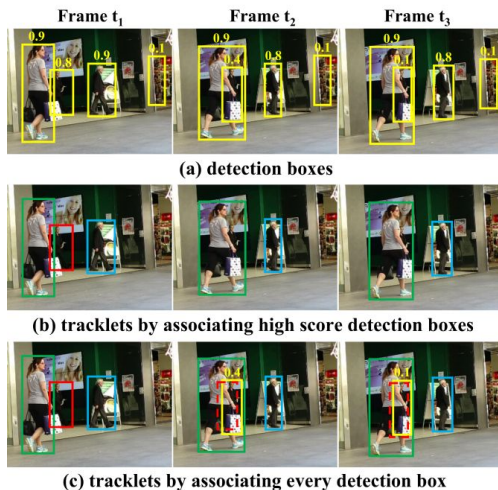 Frame t₁ Frame t₂ Frame t₃
0.9 0.8 0.9 0.1 0.9 0.4 0.8 0.1 0.9 0.1 0.8 0.1
(a) detection boxes
(b) tracklets by associating high score detection boxes
0.4 0.1
(c) tracklets by associating every detection box